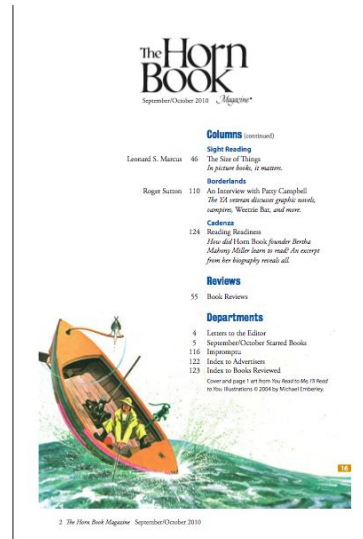 The Horn
Book
September/October 2010 Magazine
Columns (continued)
Sight Reading
Leonard S. Marcus 46 The Size of Things
In picture books, it matters.
Borderlands
Roger Sutton 110 An Interview with Patty Campbell
The YA veteran discusses graphic novels,
vampires, Weetzie Bat, and more.
Cadenza
124 Reading Readiness
How did Horn Book founder Bertha
Mahony Miller learn to read? An excerpt
from her biography reveals all.
Reviews
55 Book Reviews
Departments
4 Letters to the Editor
5 September/October Starred Books
116 Impromptu
122 Index to Advertisers
123 Index to Books Reviewed
Cover and page 1 art from You Read to Me, I'll Read
to You. Illustrations © 2004 by Michael Emberley.
16
2 The Horn Book Magazine September/October 2010